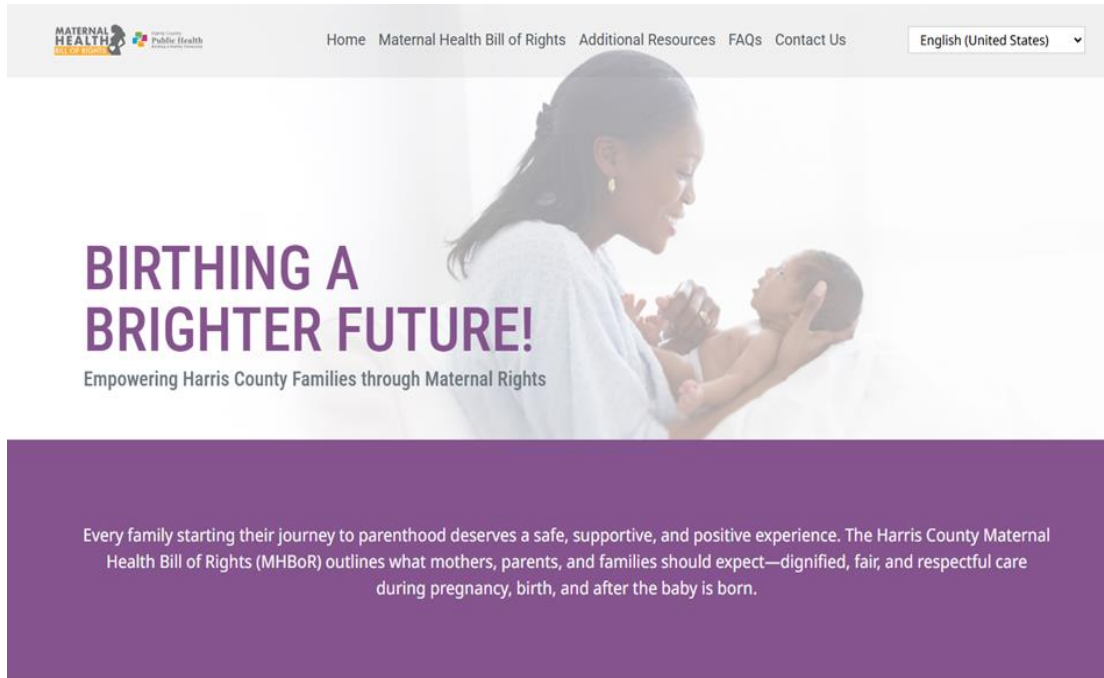 MATERNAL
HEALTH
BILL OF RIGHTS
Harris County
Public Health
Home Maternal Health Bill of Rights Additional Resources FAQs Contact Us
English (United States)
BIRTHING A
BRIGHTER FUTURE!
Empowering Harris County Families through Maternal Rights
Every family starting their journey to parenthood deserves a safe, supportive, and positive experience. The Harris County Maternal
Health Bill of Rights (MHBoR) outlines what mothers, parents, and families should expect—dignified, fair, and respectful care
during pregnancy, birth, and after the baby is born.